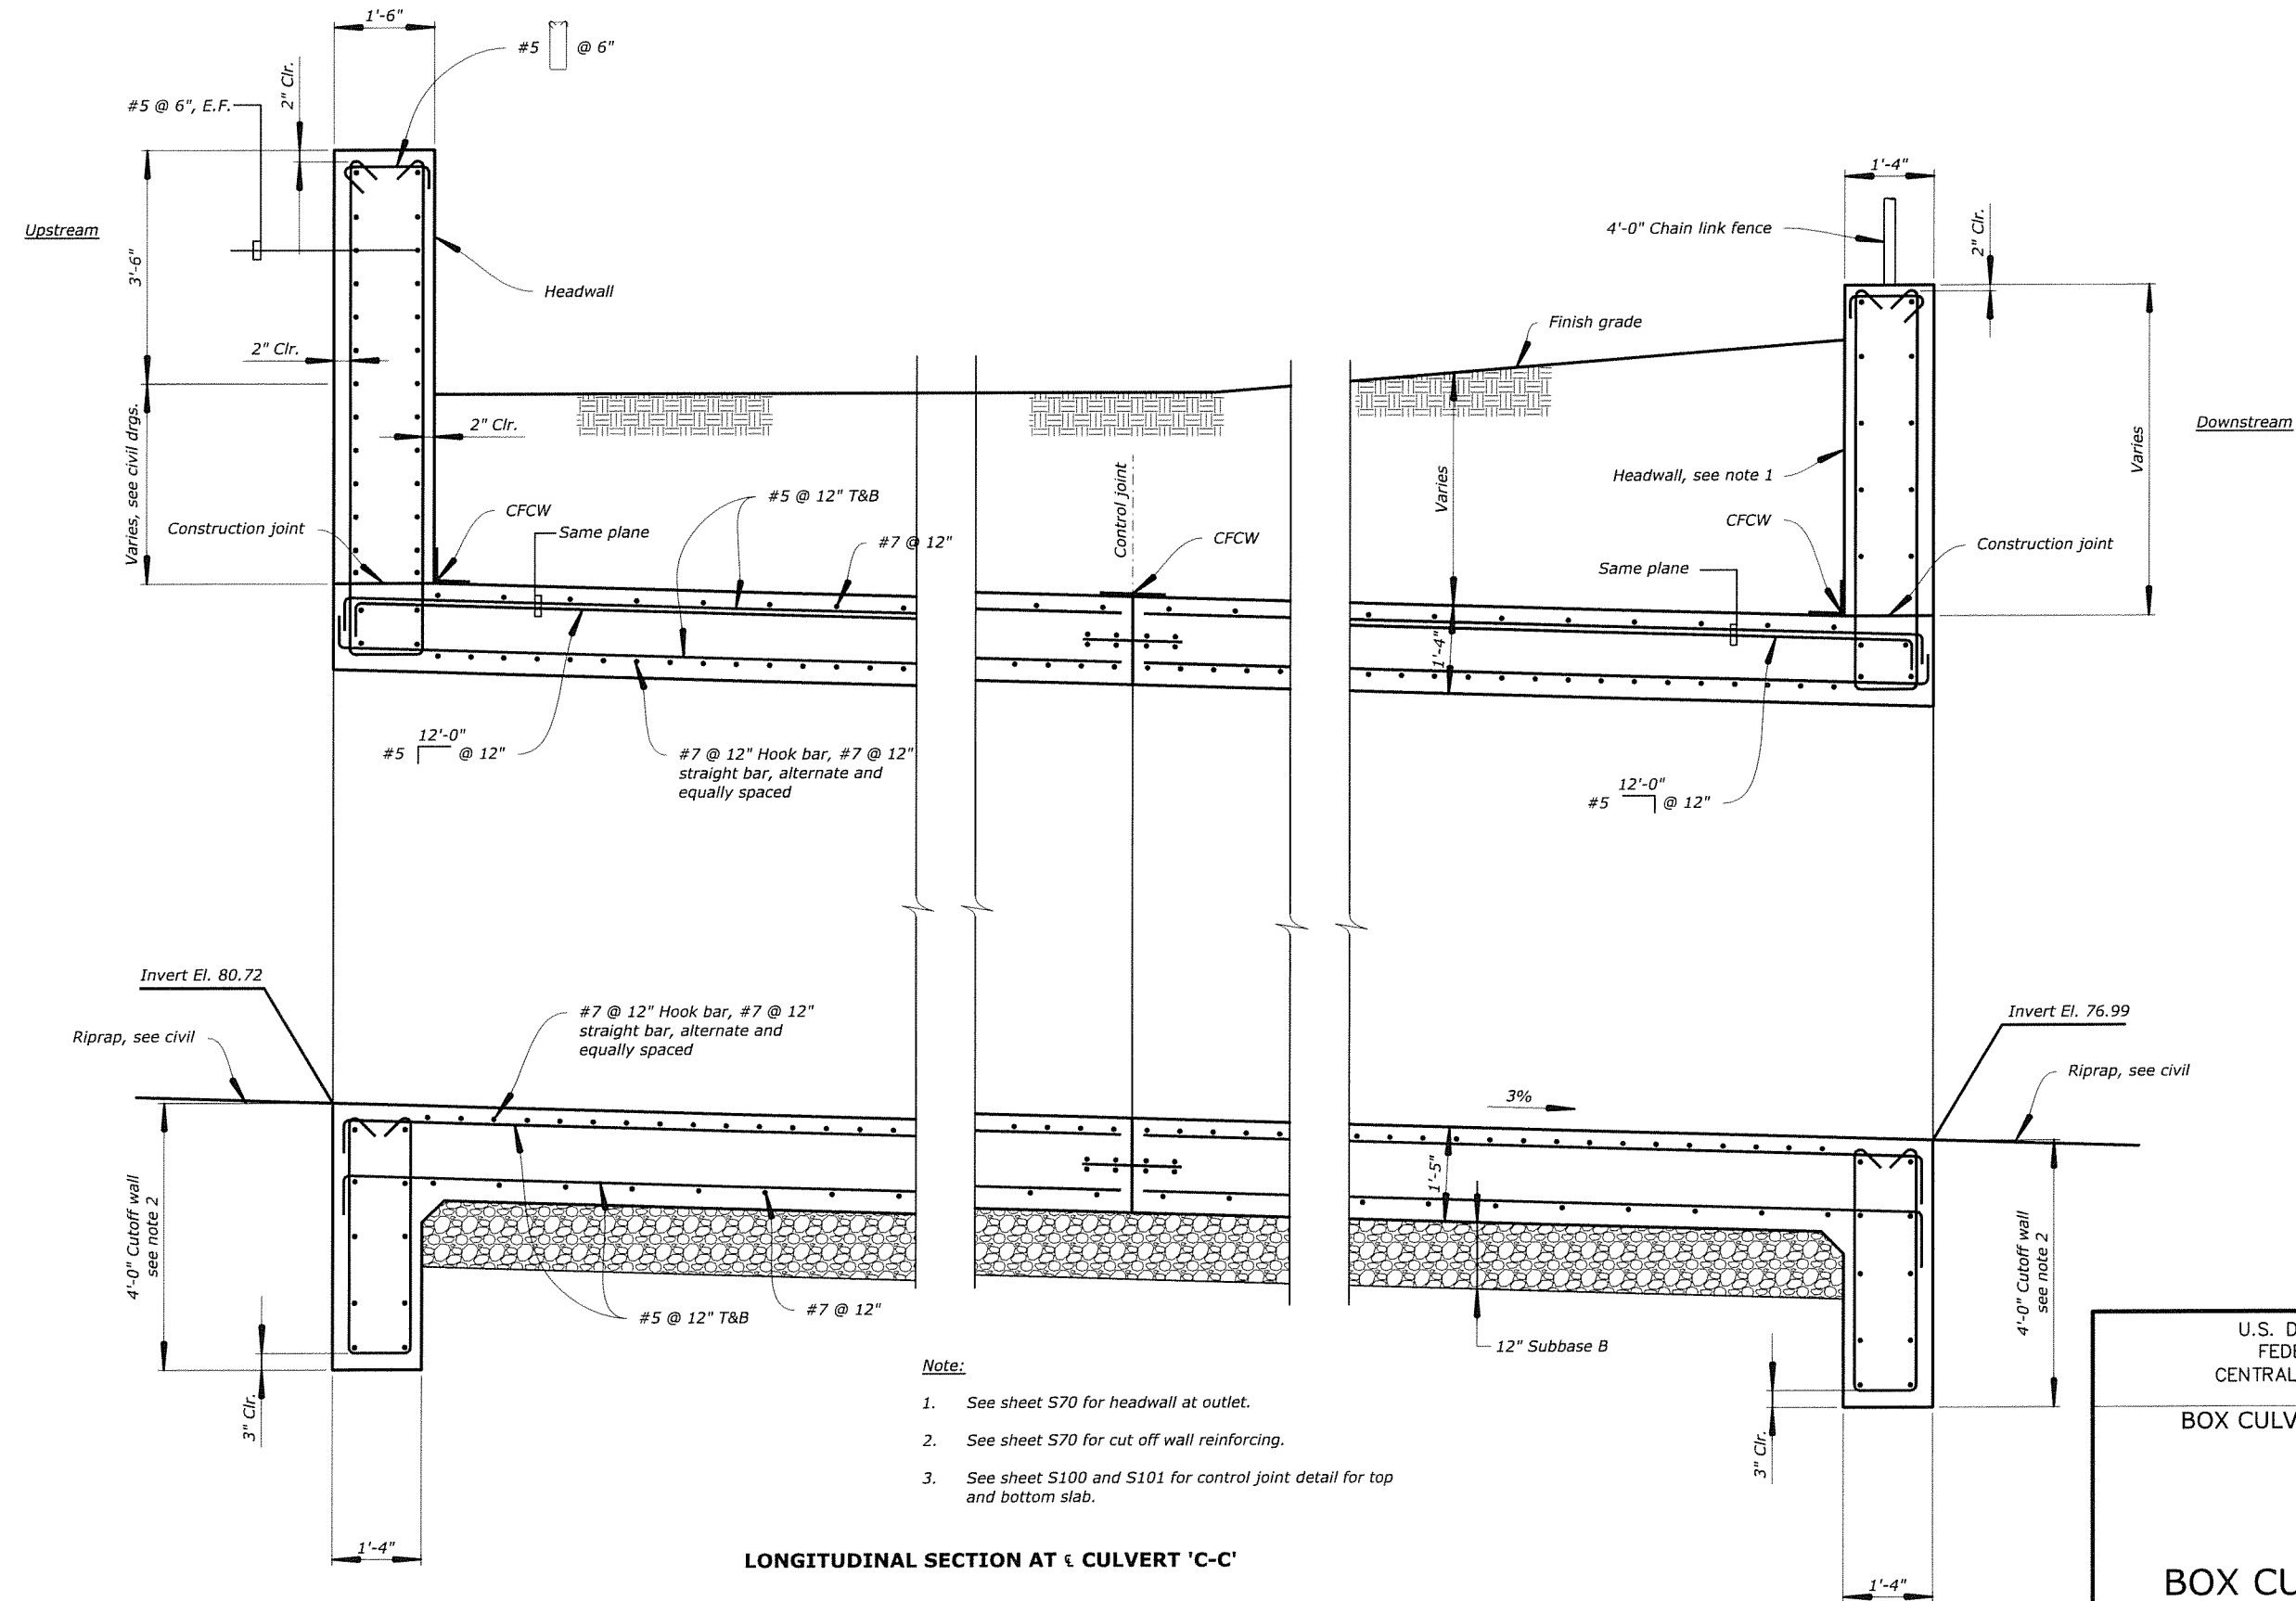 1'-6"
#5 @ 6"
2" Clr.
#5 @ 6", E.F.
Upstream
3'-6"
Headwall
2" Clr.
2" Clr.
Varies, see civil drgs.
Construction joint
CFCW
Same plane
#5 @ 12" T&B
#7 @ 12"
Control joint
CFCW
1'-4"
4'-0" Chain link fence
2" Clr.
Finish grade
Varies
Headwall, see note 1
CFCW
Same plane
Construction joint
Varies
Downstream
1'-4"
12'-0"
#5 @ 12"
#7 @ 12" Hook bar, #7 @ 12"
straight bar, alternate and
equally spaced
12'-0"
#5 @ 12"
Invert El. 80.72
Riprap, see civil
#7 @ 12" Hook bar, #7 @ 12"
straight bar, alternate and
equally spaced
3%
Invert El. 76.99
Riprap, see civil
4'-0" Cutoff wall
see note 2
1'-5"
4'-0" Cutoff wall
see note 2
#5 @ 12" T&B
#7 @ 12"
12" Subbase B
3" Clr.
3" Clr.
Note:
1. See sheet S70 for headwall at outlet.
2. See sheet S70 for cut off wall reinforcing.
3. See sheet S100 and S101 for control joint detail for top
and bottom slab.
1'-4"
LONGITUDINAL SECTION AT ℄ CULVERT 'C-C'
1'-4"
U.S. D
FEDE
CENTRAL
BOX CULV
BOX CU